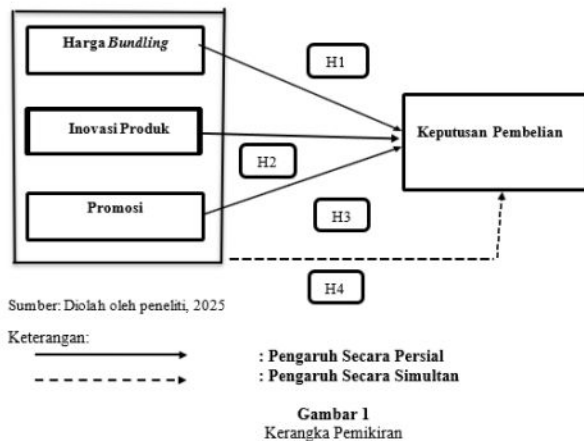 Harga Bundling
H1
Inovasi Produk
Keputusan Pembelian
H2
Promosi
H3
H4
Sumber: Diolah oleh peneliti, 2025
Keterangan:
: Pengaruh Secara Persial
: Pengaruh Secara Simultan
Gambar 1
Kerangka Pemikiran